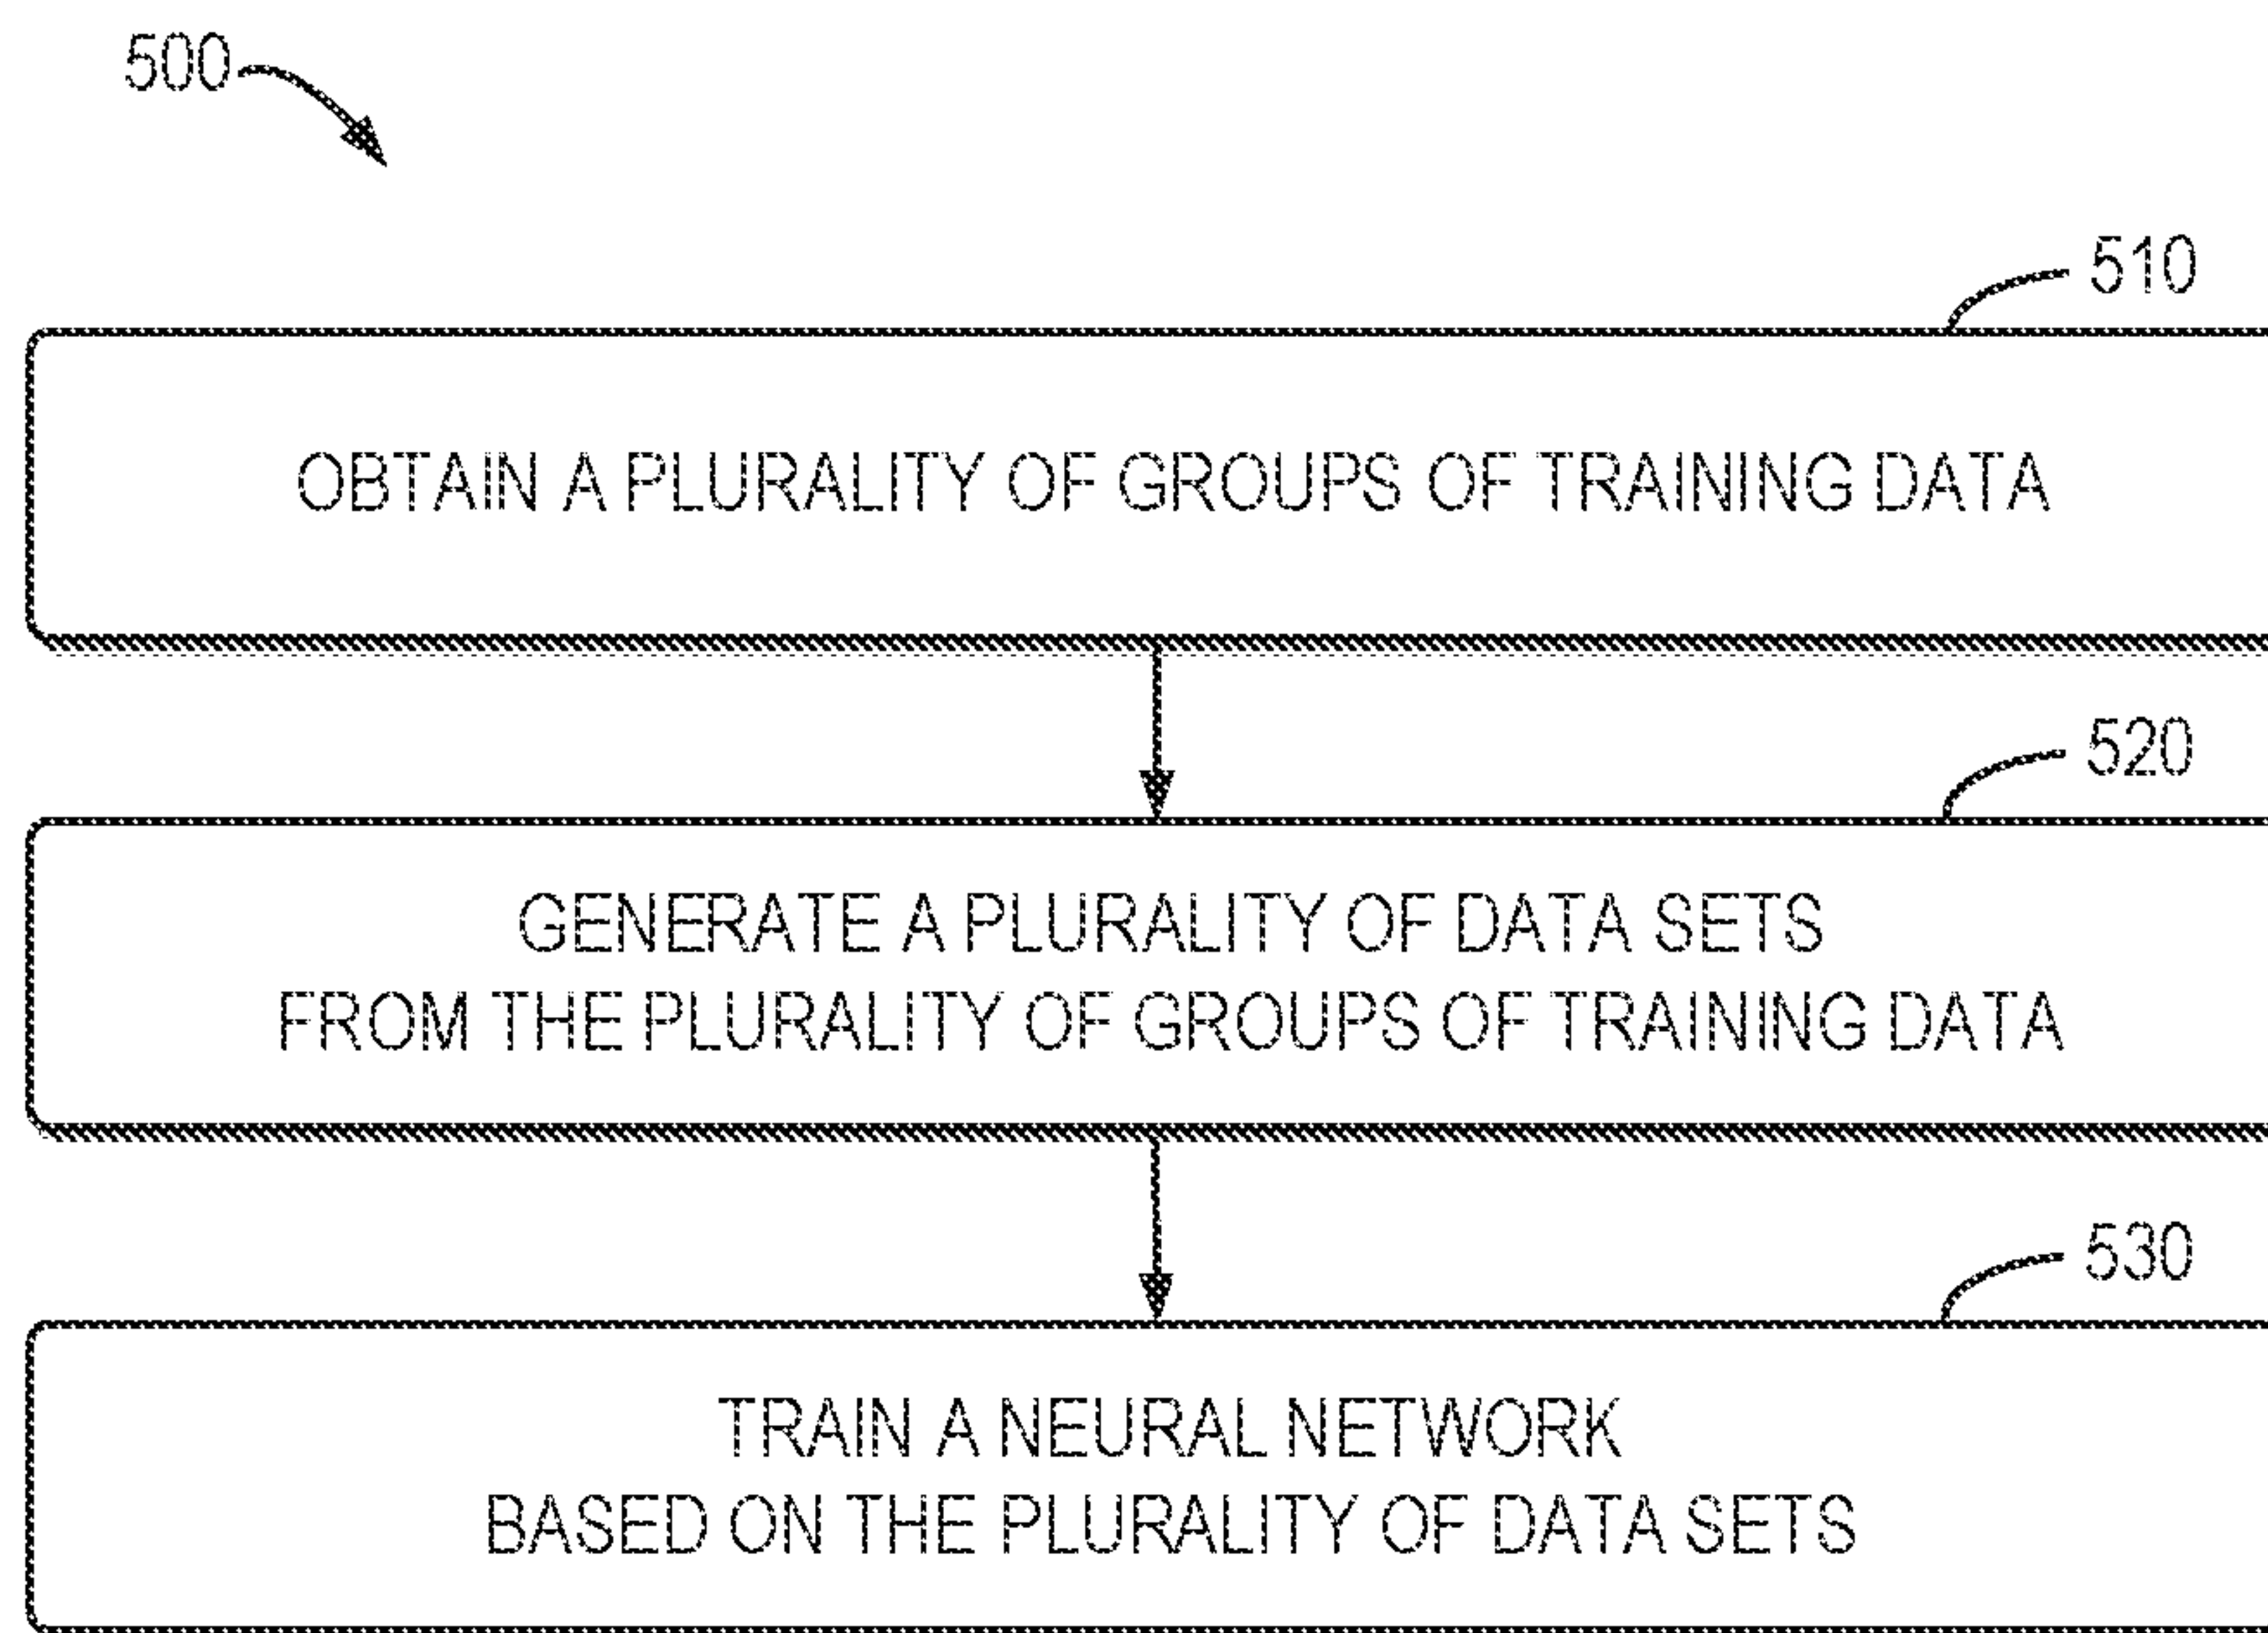 500
510
OBTAIN A PLURALITY OF GROUPS OF TRAINING DATA
520
GENERATE A PLURALITY OF DATA SETS
FROM THE PLURALITY OF GROUPS OF TRAINING DATA
530
TRAIN A NEURAL NETWORK
BASED ON THE PLURALITY OF DATA SETS